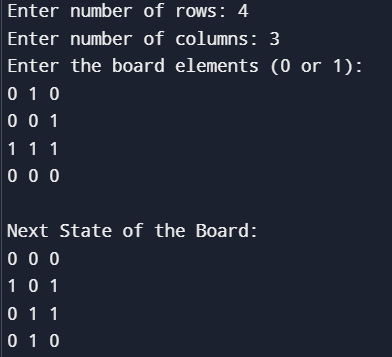 Enter number of rows: 4
Enter number of columns: 3
Enter the board elements (0 or 1):
0 1 0
0 0 1
1 1 1
0 0 0
Next State of the Board:
0 0 0
1 0 1
0 1 1
0 1 0